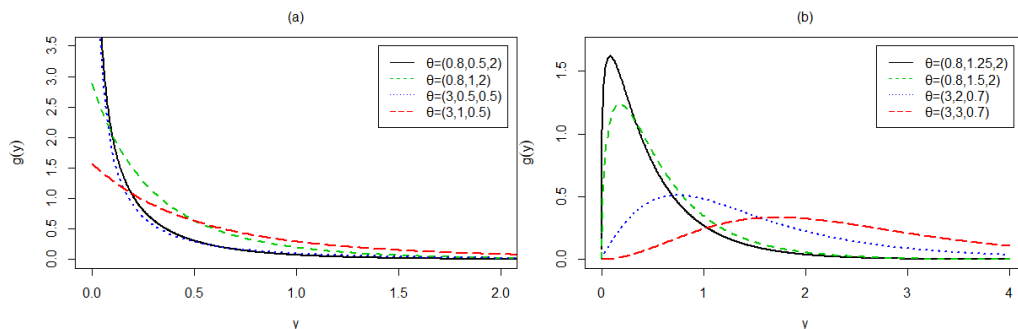 (a)
g(y)
3.5
3.0
2.5
2.0
1.5
1.0
0.5
0.0
θ=(0.8,0.5,2)
θ=(0.8,1,2)
θ=(3,0.5,0.5)
θ=(3,1,0.5)
0.0 0.5 1.0 1.5 2.0
y
(b)
g(y)
1.5
1.0
0.5
0.0
θ=(0.8,1.25,2)
θ=(0.8,1.5,2)
θ=(3,2,0.7)
θ=(3,3,0.7)
0 1 2 3 4
y